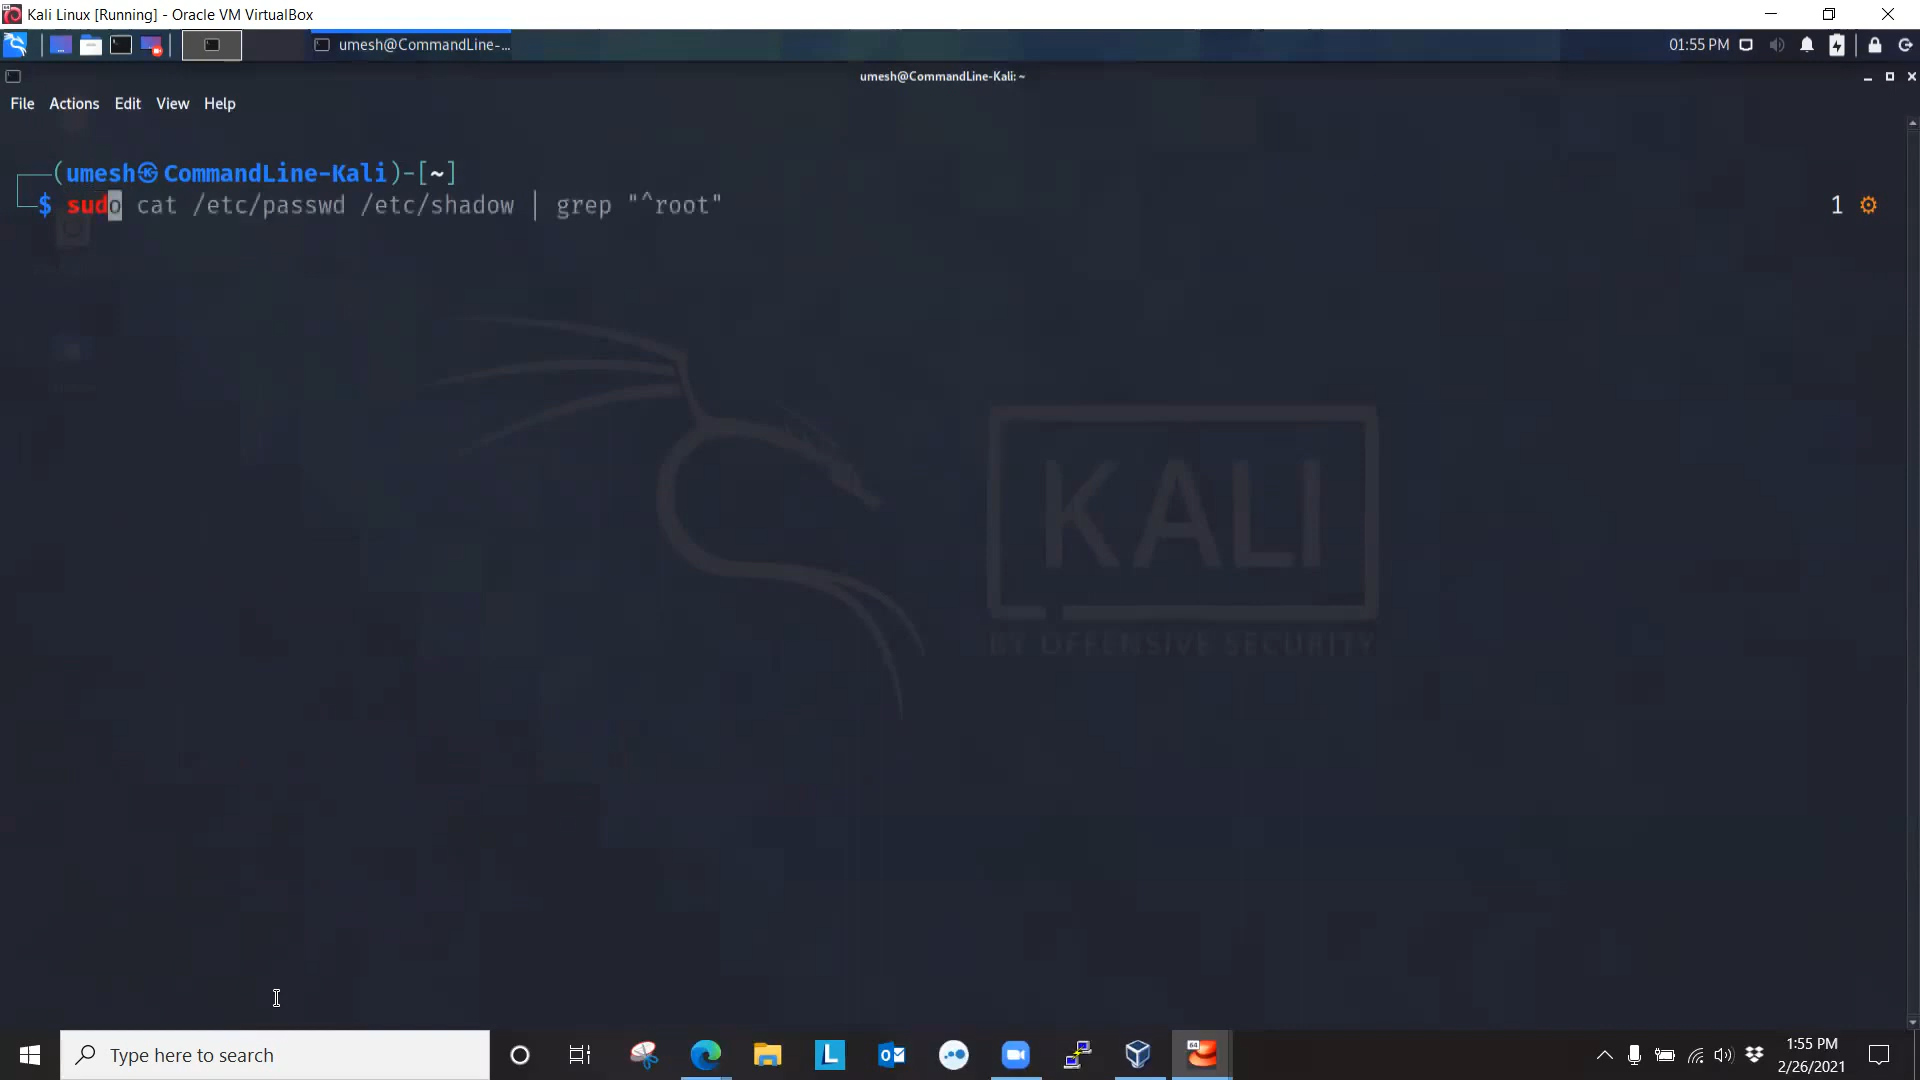 Kali Linux [Running] - Oracle VM VirtualBox
umesh@CommandLine-...
01:55 PM
umesh@CommandLine-Kali: ~
File Actions Edit View Help
(umesh㉿CommandLine-Kali)-[~]
$ sudo cat /etc/passwd /etc/shadow | grep "^root"
1
KALI
BY OFFENSIVE SECURITY
Type here to search
1:55 PM
2/26/2021